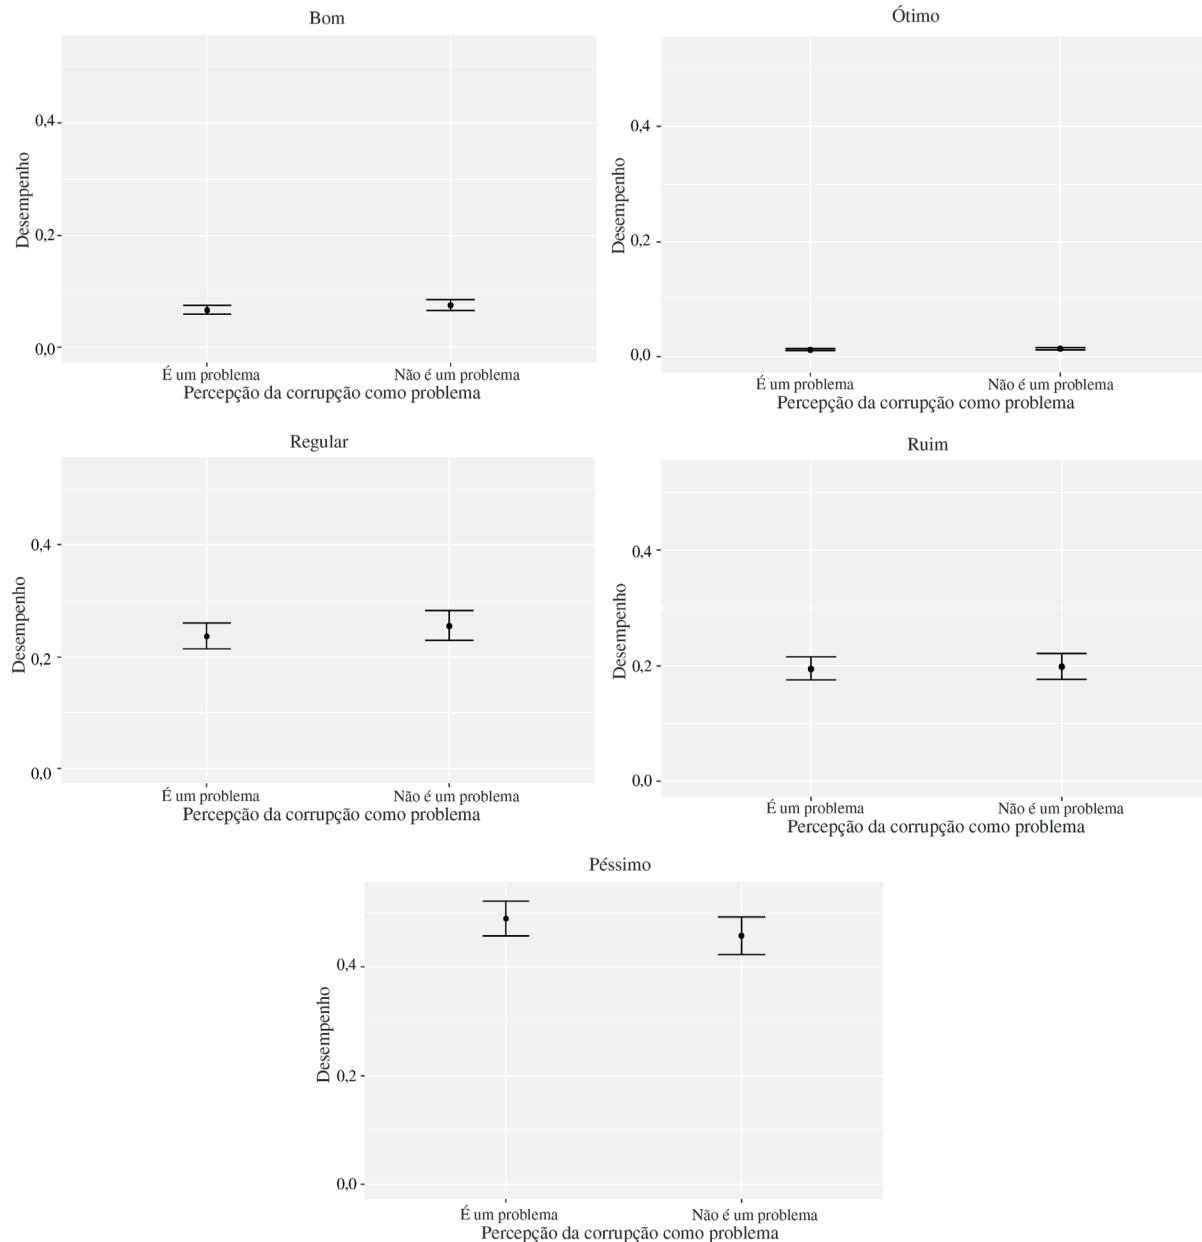 Bom
Desempenho
0,4
0,2
0,0
É um problema Não é um problema
Percepção da corrupção como problema
Ótimo
Desempenho
0,4
0,2
0,0
É um problema Não é um problema
Percepção da corrupção como problema
Regular
Desempenho
0,4
0,2
0,0
É um problema Não é um problema
Percepção da corrupção como problema
Ruim
Desempenho
0,4
0,2
0,0
É um problema Não é um problema
Percepção da corrupção como problema
Péssimo
Desempenho
0,4
0,2
0,0
É um problema Não é um problema
Percepção da corrupção como problema